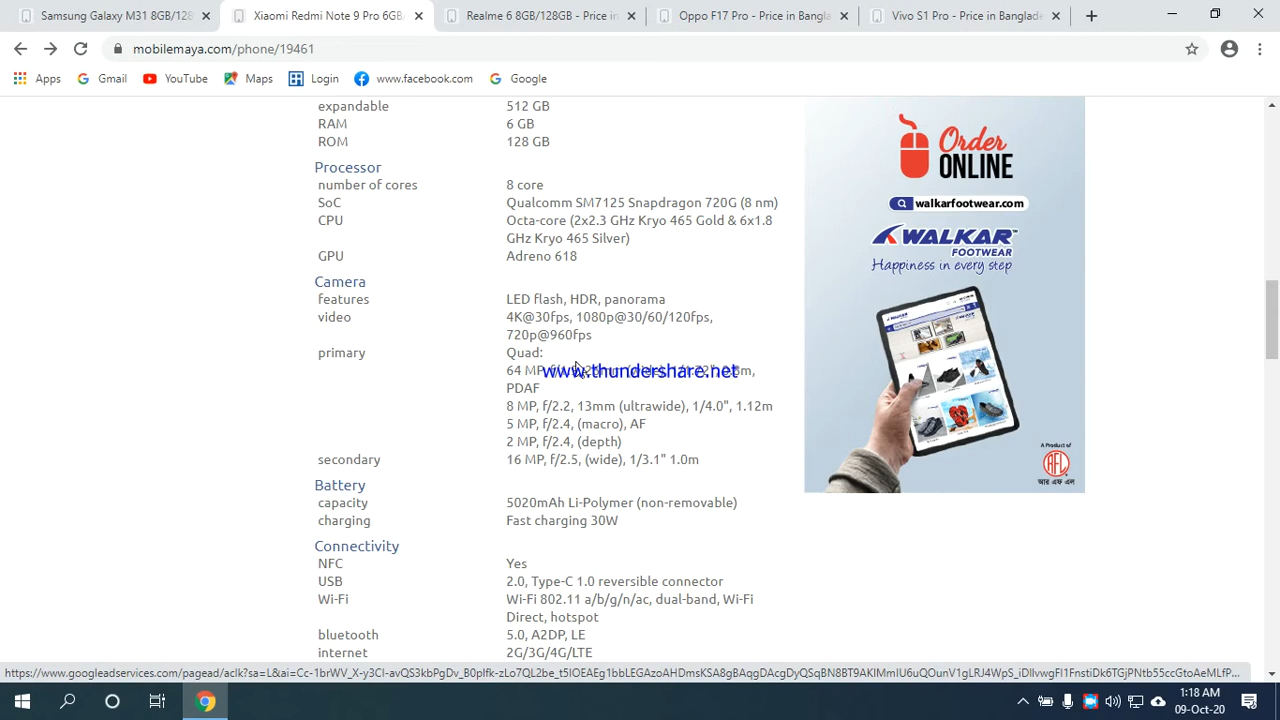 Samsung Galaxy M31 8GB/128
Xiaomi Redmi Note 9 Pro 6GB
Realme 6 8GB/128GB - Price in
Oppo F17 Pro - Price in Bangla
Vivo S1 Pro - Price in Banglade
mobilemaya.com/phone/19461
Apps
Gmail
YouTube
Maps
Login
www.facebook.com
Google
expandable 512 GB
RAM 6 GB
ROM 128 GB
Processor
number of cores 8 core
SoC Qualcomm SM7125 Snapdragon 720G (8 nm)
CPU Octa-core (2x2.3 GHz Kryo 465 Gold & 6x1.8
GHz Kryo 465 Silver)
GPU Adreno 618
Camera
features LED flash, HDR, panorama
video 4K@30fps, 1080p@30/60/120fps,
720p@960fps
primary Quad:
64 MP,
www.thundershare.net
PDAF
8 MP, f/2.2, 13mm (ultrawide), 1/4.0", 1.12m
5 MP, f/2.4, (macro), AF
2 MP, f/2.4, (depth)
secondary 16 MP, f/2.5, (wide), 1/3.1" 1.0m
Battery
capacity 5020mAh Li-Polymer (non-removable)
charging Fast charging 30W
Connectivity
NFC Yes
USB 2.0, Type-C 1.0 reversible connector
Wi-Fi Wi-Fi 802.11 a/b/g/n/ac, dual-band, Wi-Fi
Direct, hotspot
bluetooth 5.0, A2DP, LE
internet 2G/3G/4G/LTE
Order
ONLINE
walkarfootwear.com
WALKAR
FOOTWEAR
Happiness in every step
A Product of
RFL
আর এফ এল
1:18 AM
09-Oct-20